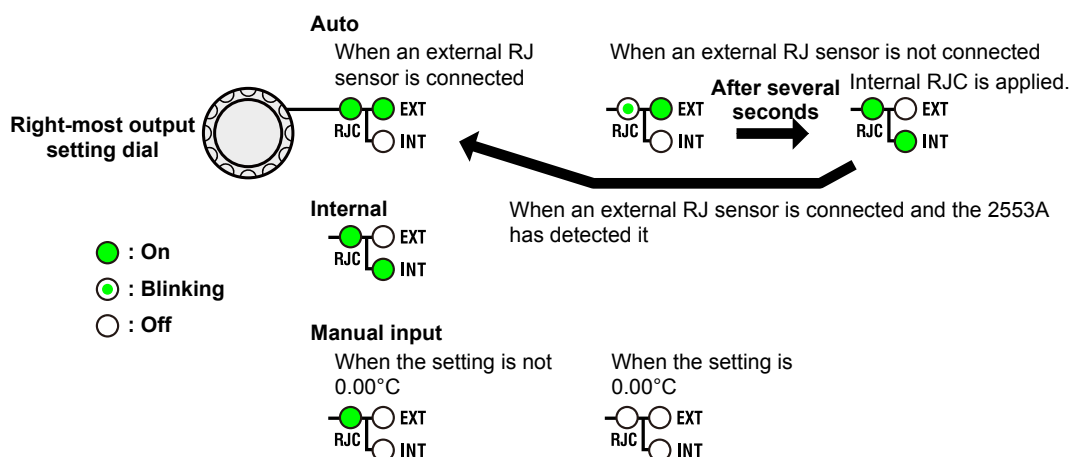 Auto
When an external RJ
sensor is connected
When an external RJ sensor is not connected
After several
seconds
Internal RJC is applied.
EXT
RJC
INT
EXT
RJC
INT
EXT
RJC
INT
Right-most output
setting dial
When an external RJ sensor is connected and the 2553A
has detected it
Internal
EXT
RJC
INT
: On
: Blinking
: Off
Manual input
When the setting is not
0.00°C
EXT
RJC
INT
When the setting is
0.00°C
EXT
RJC
INT